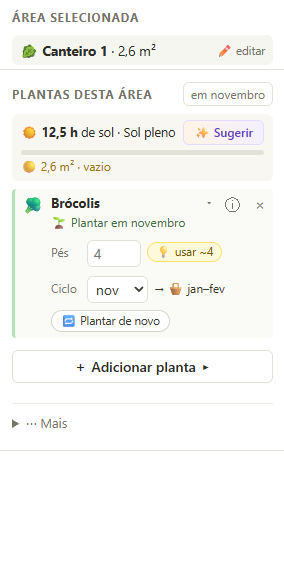 ÁREA SELECIONADA
Canteiro 1 · 2,6 m² editar
PLANTAS DESTA ÁREA em novembro
12,5 h de sol · Sol pleno Sugerir
2,6 m² · vazio
Brócolis
Plantar em novembro
Pés 4 usar ~4
Ciclo nov → jan–fev
Plantar de novo
+ Adicionar planta ▸
··· Mais